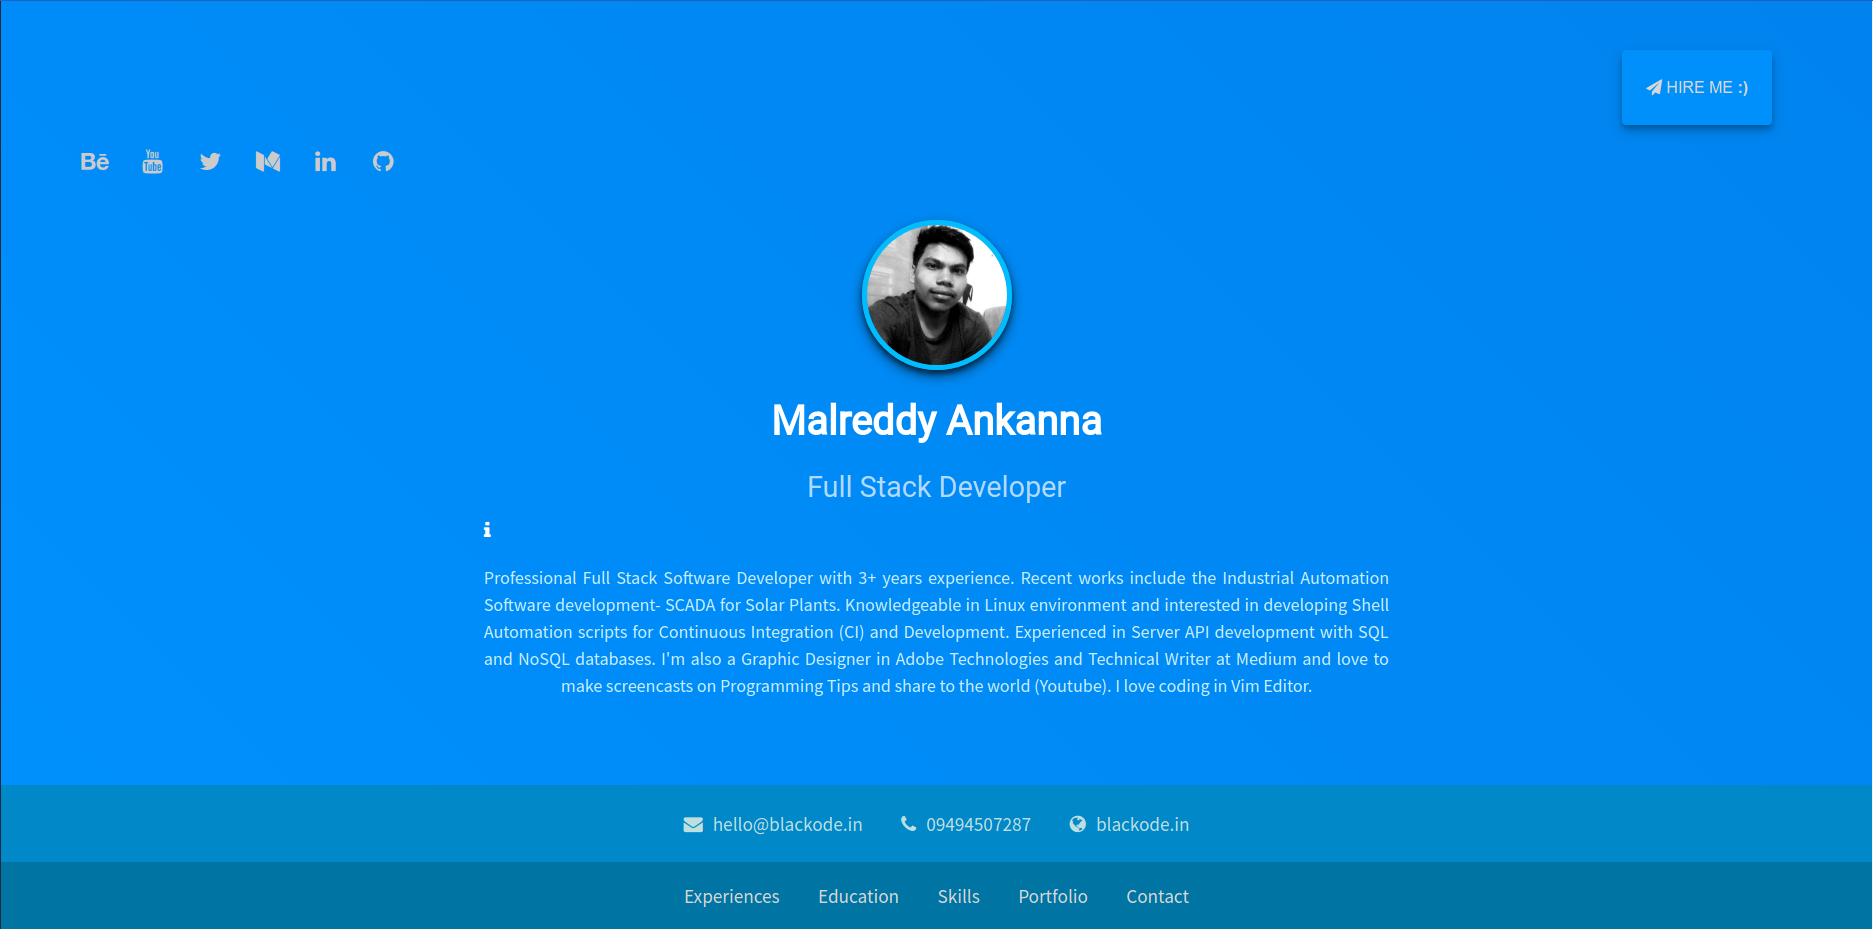 HIRE ME :)
Bē
You
Tube
in
Malreddy Ankanna
Full Stack Developer
Professional Full Stack Software Developer with 3+ years experience. Recent works include the Industrial Automation
Software development- SCADA for Solar Plants. Knowledgeable in Linux environment and interested in developing Shell
Automation scripts for Continuous Integration (CI) and Development. Experienced in Server API development with SQL
and NoSQL databases. I'm also a Graphic Designer in Adobe Technologies and Technical Writer at Medium and love to
make screencasts on Programming Tips and share to the world (Youtube). I love coding in Vim Editor.
hello@blackode.in 09494507287 blackode.in
Experiences Education Skills Portfolio Contact